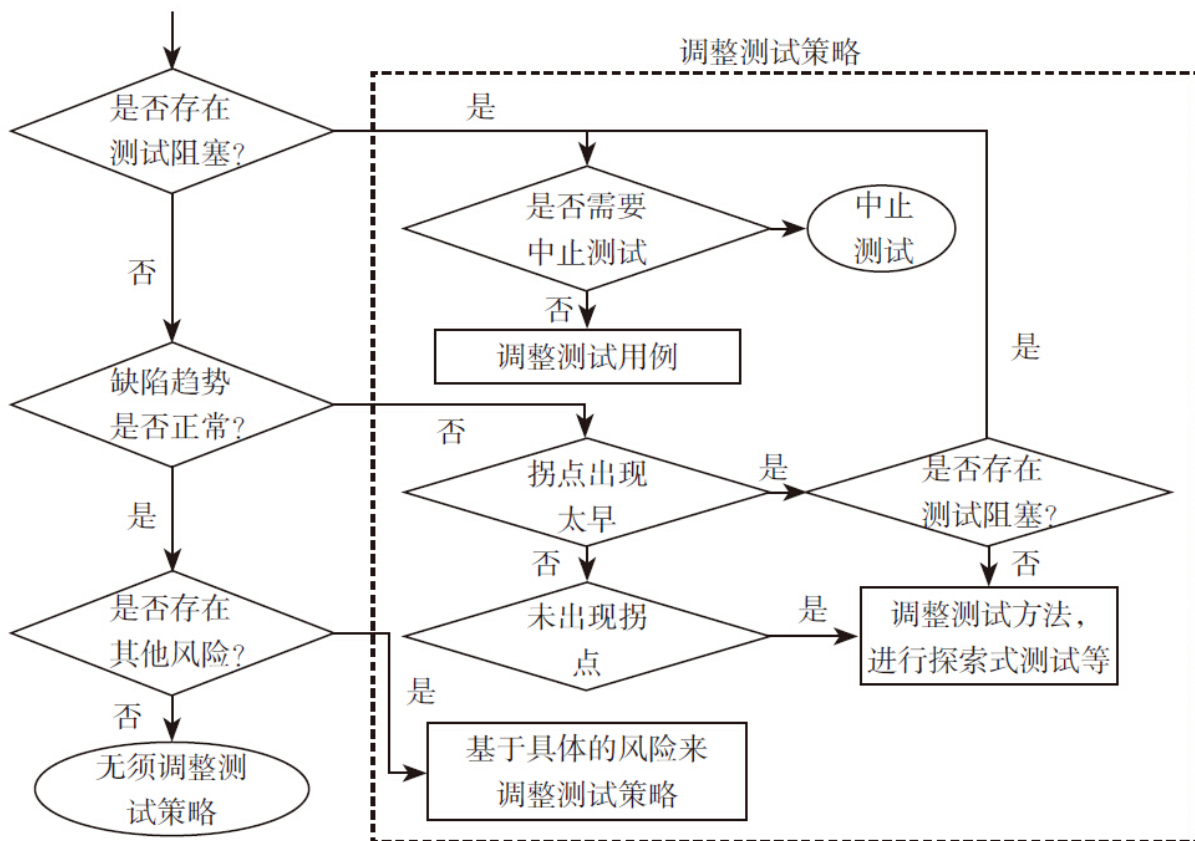 调整测试策略
是否存在
测试阻塞?
是
是否需要
中止测试
中止
测试
否
否
调整测试用例
是
缺陷趋势
是否正常?
否
拐点出现
太早
是
是否存在
测试阻塞?
是
否
否
是否存在
其他风险?
未出现拐
点
是
调整测试方法,
进行探索式测试等
是
否
无须调整测
试策略
基于具体的风险来
调整测试策略